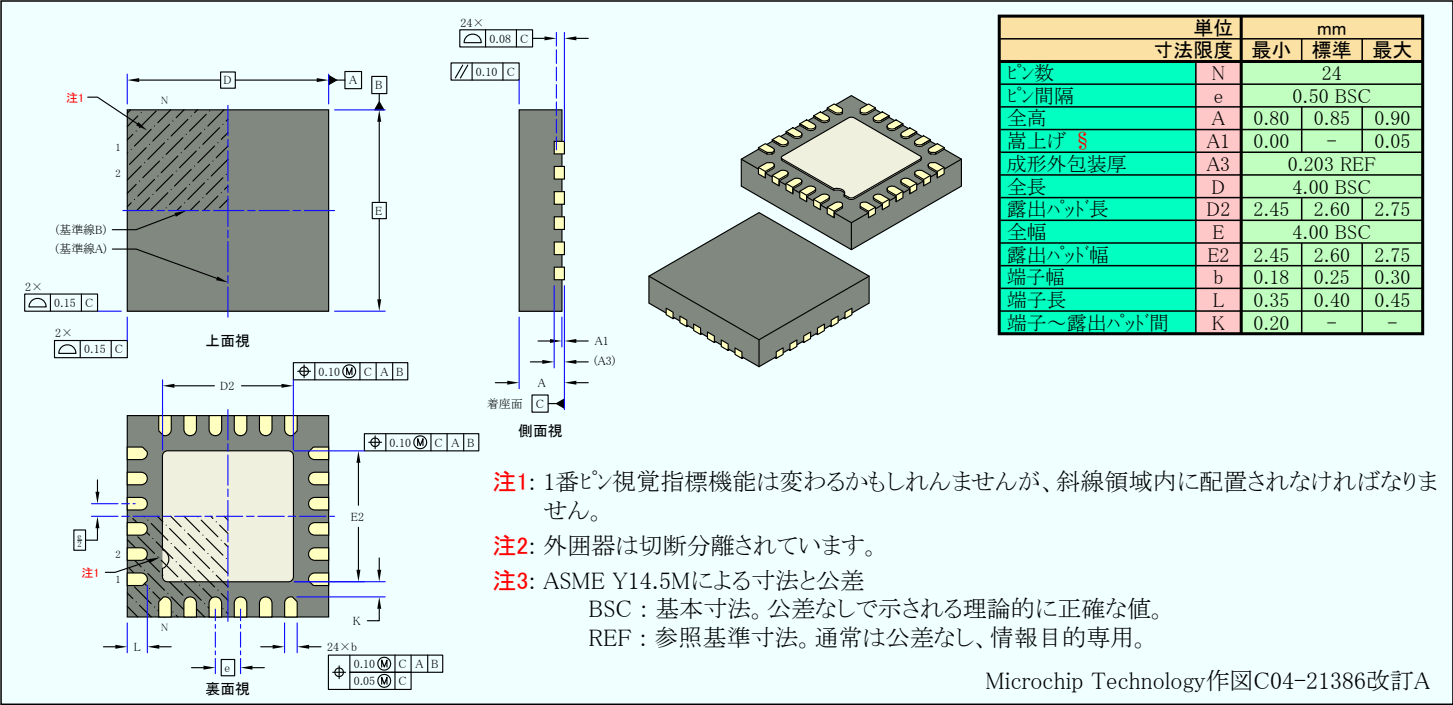 D
A
B
注1
N
1
2
E
(基準線B)
(基準線A)
2×
0.15 C
2×
0.15 C
上面視
24×
0.08 C
// 0.10 C
A1
(A3)
A
着座面 C
側面視
単位 mm
寸法限度 最小 標準 最大
ピン数 N 24
ピン間隔 e 0.50 BSC
全高 A 0.80 0.85 0.90
嵩上げ § A1 0.00 - 0.05
成形外包装厚 A3 0.203 REF
全長 D 4.00 BSC
露出パッド長 D2 2.45 2.60 2.75
全幅 E 4.00 BSC
露出パッド幅 E2 2.45 2.60 2.75
端子幅 b 0.18 0.25 0.30
端子長 L 0.35 0.40 0.45
端子～露出パッド間 K 0.20 - -
⌖ 0.10 Ⓜ C A B
D2
⌖ 0.10 Ⓜ C A B
E2
e
2
2
注1
1
N
K
L
e
24×b
⌖ 0.10 Ⓜ C A B
0.05 Ⓜ C
裏面視
注1: 1番ピン視覚指標機能は変わるかもしれんませんが、斜線領域内に配置されなければなりま
せん。
注2: 外囲器は切断分離されています。
注3: ASME Y14.5Mによる寸法と公差
BSC : 基本寸法。公差なしで示される理論的に正確な値。
REF : 参照基準寸法。通常は公差なし、情報目的専用。
Microchip Technology作図C04-21386改訂A